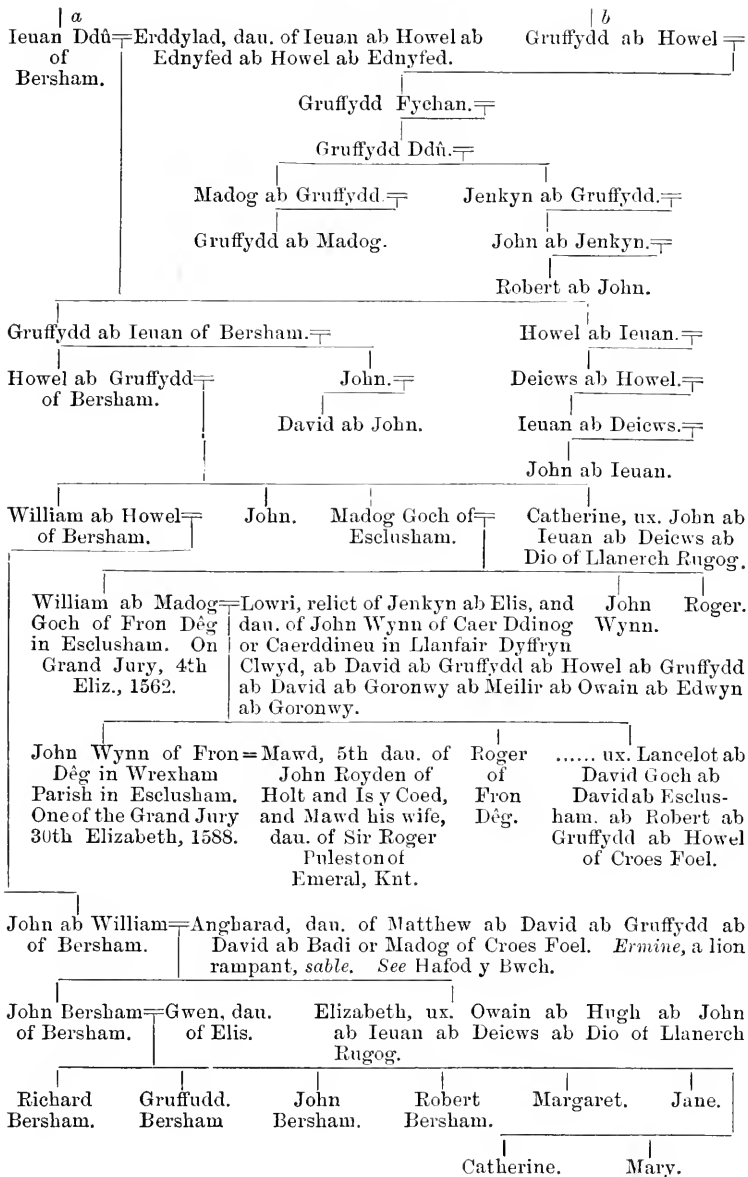 a b
Ieuan Ddû Erddylad, dau. of Ieuan ab Howel ab Gruffydd ab Howel
of Ednyfed ab Howel ab Ednyfed.
Bersham.
Gruffydd Fychan.
Gruffydd Ddû.
Madog ab Gruffydd. Jenkyn ab Gruffydd.
Gruffydd ab Madog. John ab Jenkyn.
Robert ab John.
Gruffydd ab Ieuan of Bersham. Howel ab Ieuan.
Howel ab Gruffydd John. Deicws ab Howel.
of Bersham.
David ab John. Ieuan ab Deicws.
John ab Ieuan.
William ab Howel John. Madog Goch of Catherine, ux. John ab
of Bersham. Esclusham. Ieuan ab Deicws ab
Dio of Llanerch Rugog.
William ab Madog Lowri, relict of Jenkyn ab Elis, and John Roger.
Goch of Fron Dêg dau. of John Wynn of Caer Ddinog Wynn.
in Esclusham. On or Caerddineu in Llanfair Dyffryn
Grand Jury, 4th Clwyd, ab David ab Gruffydd ab Howel ab Gruffydd
Eliz., 1562. ab David ab Goronwy ab Meilir ab Owain ab Edwyn
ab Goronwy.
John Wynn of Fron = Mawd, 5th dau. of Roger ...... ux. Lancelot ab
Dêg in Wrexham John Royden of of David Goch ab
Parish in Esclusham. Holt and Is y Coed, Fron David ab Esclus-
One of the Grand Jury and Mawd his wife, Dêg. ham. ab Robert ab
30th Elizabeth, 1588. dau. of Sir Roger Gruffydd ab Howel
Puleston of of Croes Foel.
Emeral, Knt.
John ab William Angharad, dau. of Matthew ab David ab Gruffydd ab
of Bersham. David ab Badi or Madog of Croes Foel. Ermine, a lion
rampant, sable. See Hafod y Bwch.
John Bersham Gwen, dau. Elizabeth, ux. Owain ab Hugh ab John
of Bersham. of Elis. ab Ieuan ab Deicws ab Dio of Llanerch
Rugog.
Richard Gruffudd. John Robert Margaret. Jane.
Bersham. Bersham Bersham. Bersham.
Catherine. Mary.